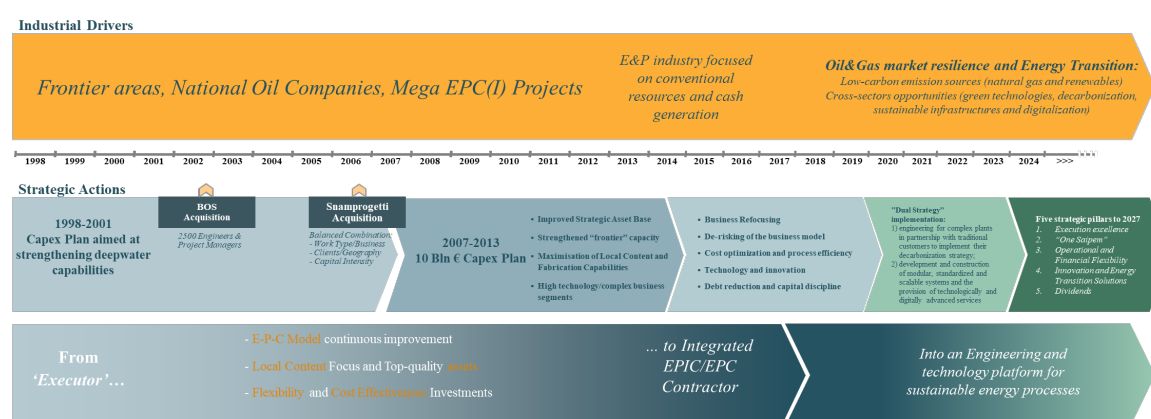 Industrial Drivers
Frontier areas, National Oil Companies, Mega EPC(I) Projects
E&P industry focused
on conventional
resources and cash
generation
Oil&Gas market resilience and Energy Transition:
Low-carbon emission sources (natural gas and renewables)
Cross-sectors opportunities (green technologies, decarbonization,
sustainable infrastructures and digitalization)
1998 1999 2000 2001 2002 2003 2004 2005 2006 2007 2008 2009 2010 2011 2012 2013 2014 2015 2016 2017 2018 2019 2020 2021 2022 2023 2024 >>>
Strategic Actions
1998-2001
Capex Plan aimed at
strengthening deepwater
capabilities
BOS
Acquisition
2500 Engineers &
Project Managers
Snamprogetti
Acquisition
Balanced Combination:
- Work Type/Business
- Clients/Geography
- Capital Intensity
2007-2013
10 Bln € Capex Plan
• Improved Strategic Asset Base
• Strengthened "frontier" capacity
• Maximisation of Local Content and
Fabrication Capabilities
• High technology/complex business
segments
• Business Refocusing
• De-risking of the business model
• Cost optimization and process efficiency
• Technology and innovation
• Debt reduction and capital discipline
"Dual Strategy"
implementation:
1) engineering for complex plants
in partnership with traditional
customers to implement their
decarbonization strategy;
2) development and construction
of modular, standardized and
scalable systems and the
provision of technologically and
digitally advanced services
Five strategic pillars to 2027
1. Execution excellence
2. "One Saipem"
3. Operational and
Financial Flexibility
4. Innovation and Energy
Transition Solutions
5. Dividends
From
'Executor'…
- E-P-C Model continuous improvement
- Local Content Focus and Top-quality assets
- Flexibility and Cost Effectiveness Investments
… to Integrated
EPIC/EPC
Contractor
Into an Engineering and
technology platform for
sustainable energy processes